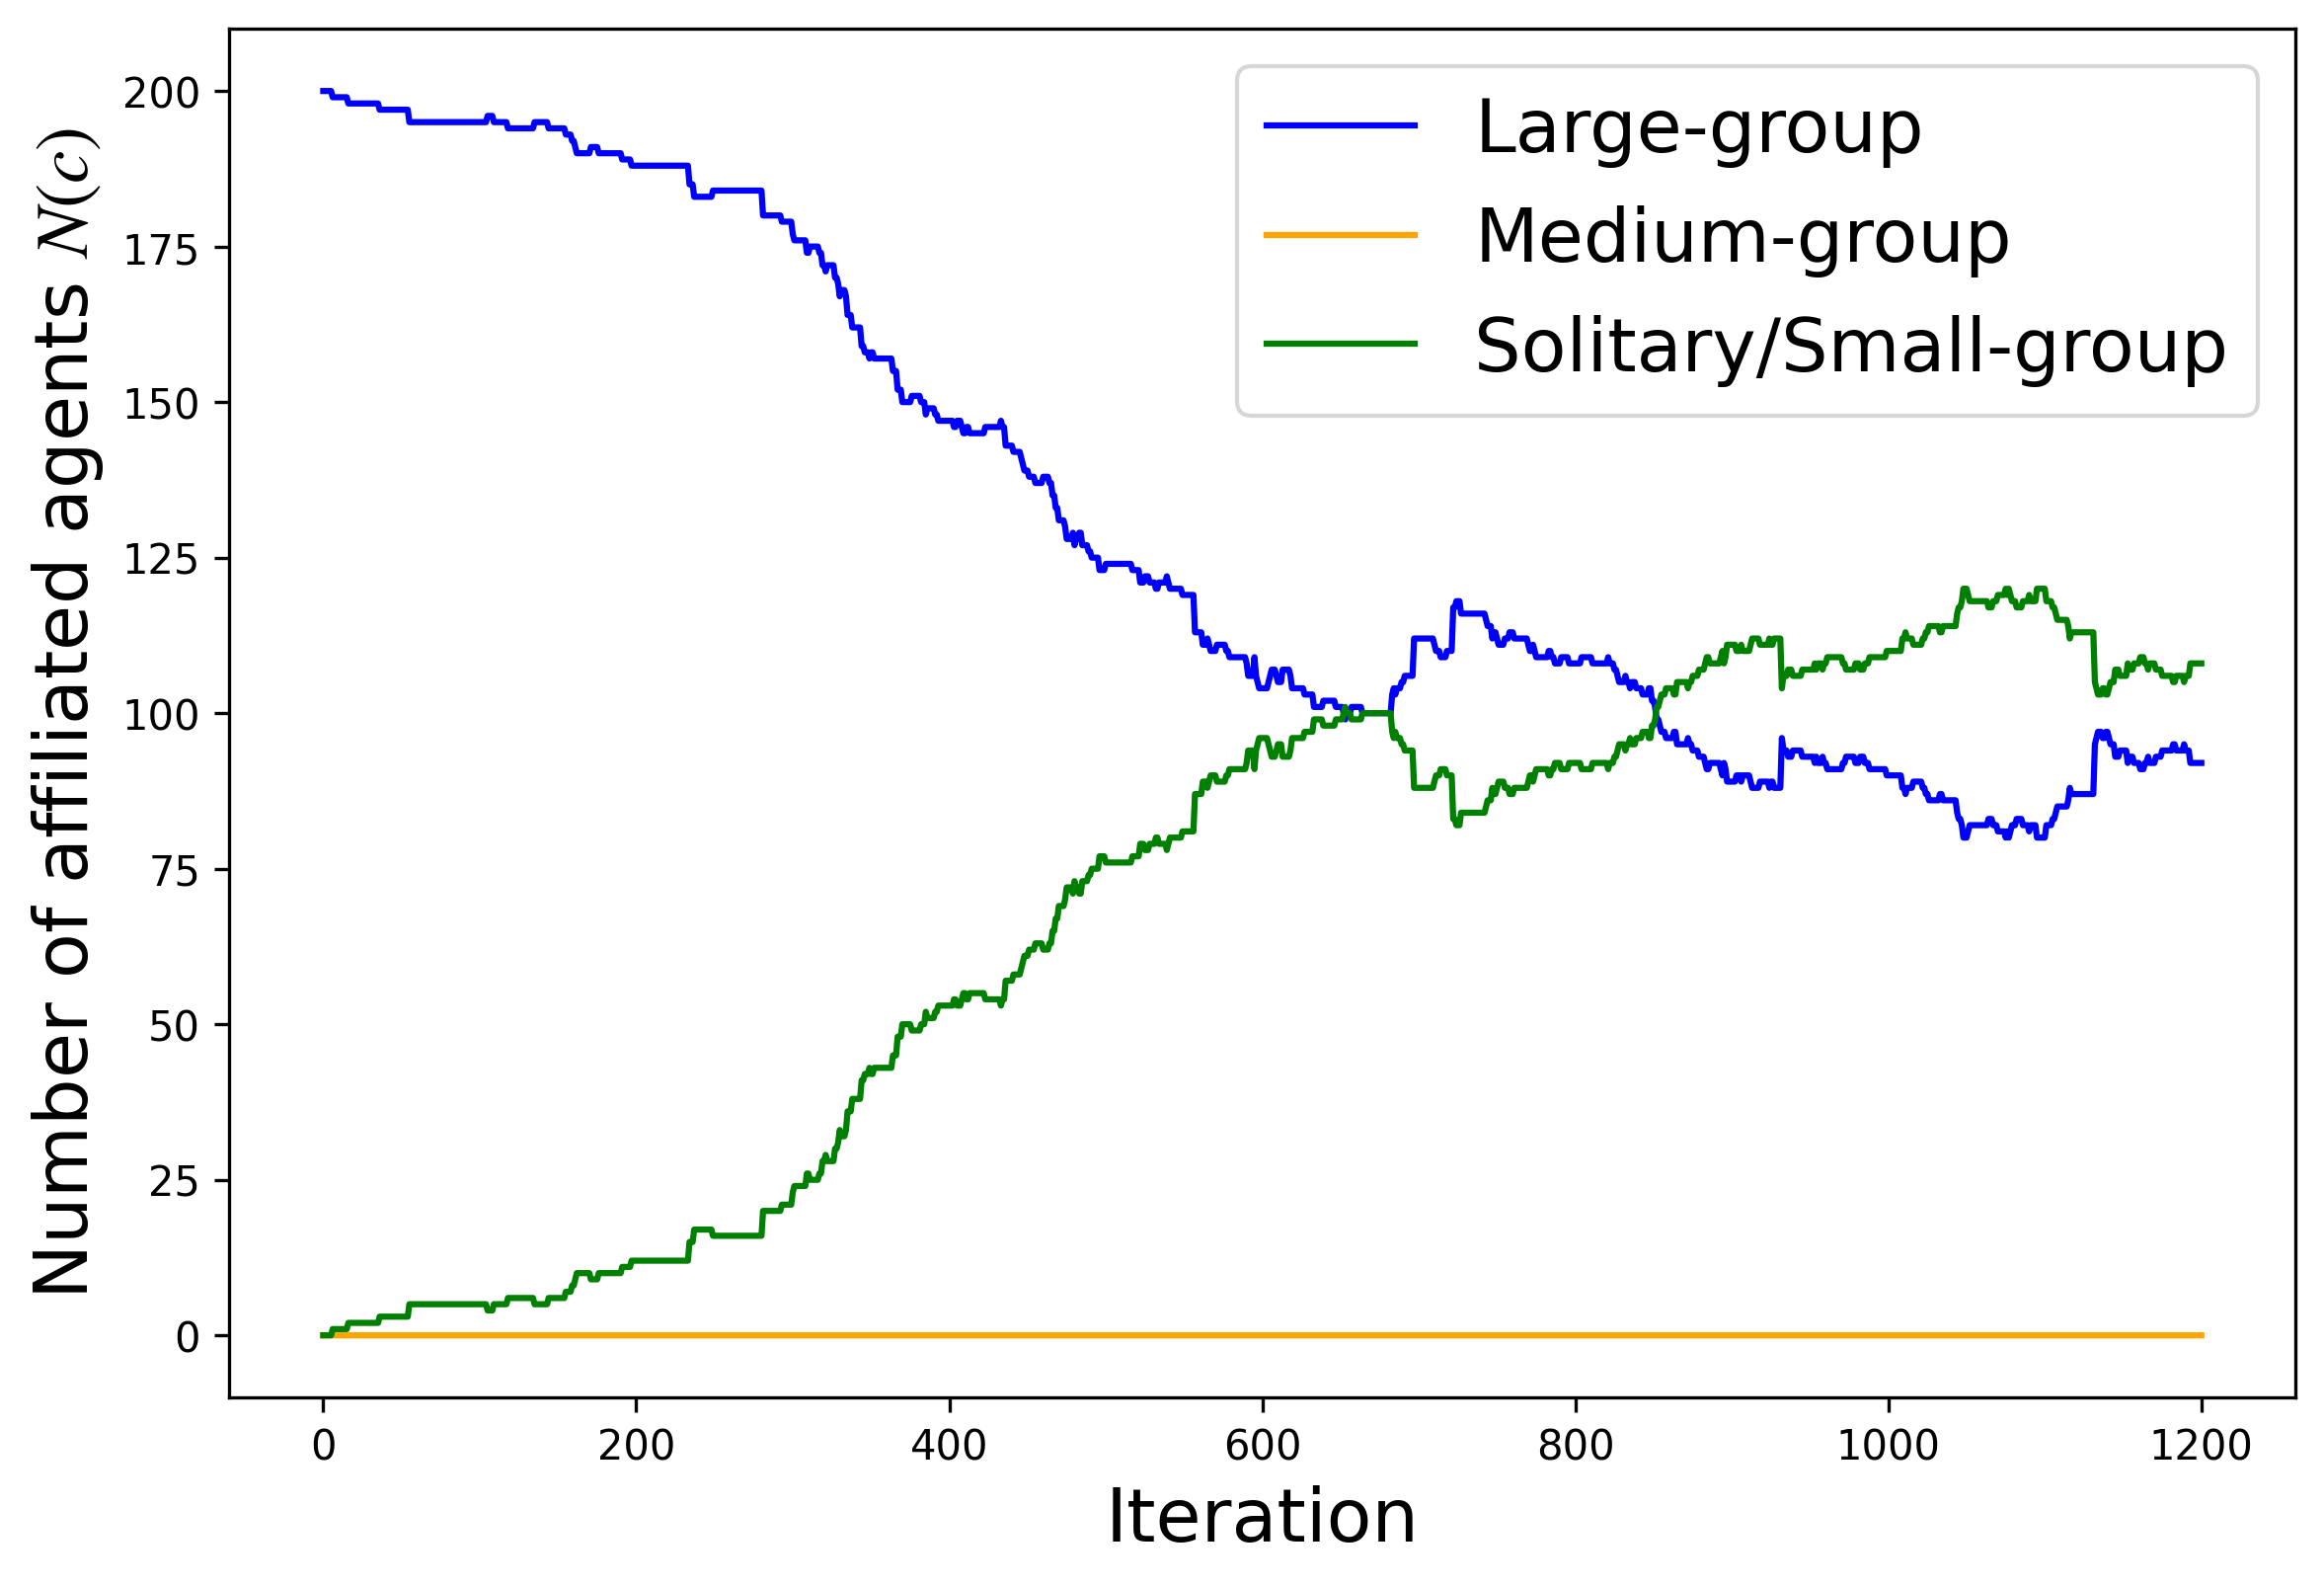 Number of affiliated agents N(c)
200
175
150
125
100
75
50
25
0
Large-group
Medium-group
Solitary/Small-group
0 200 400 600 800 1000 1200
Iteration